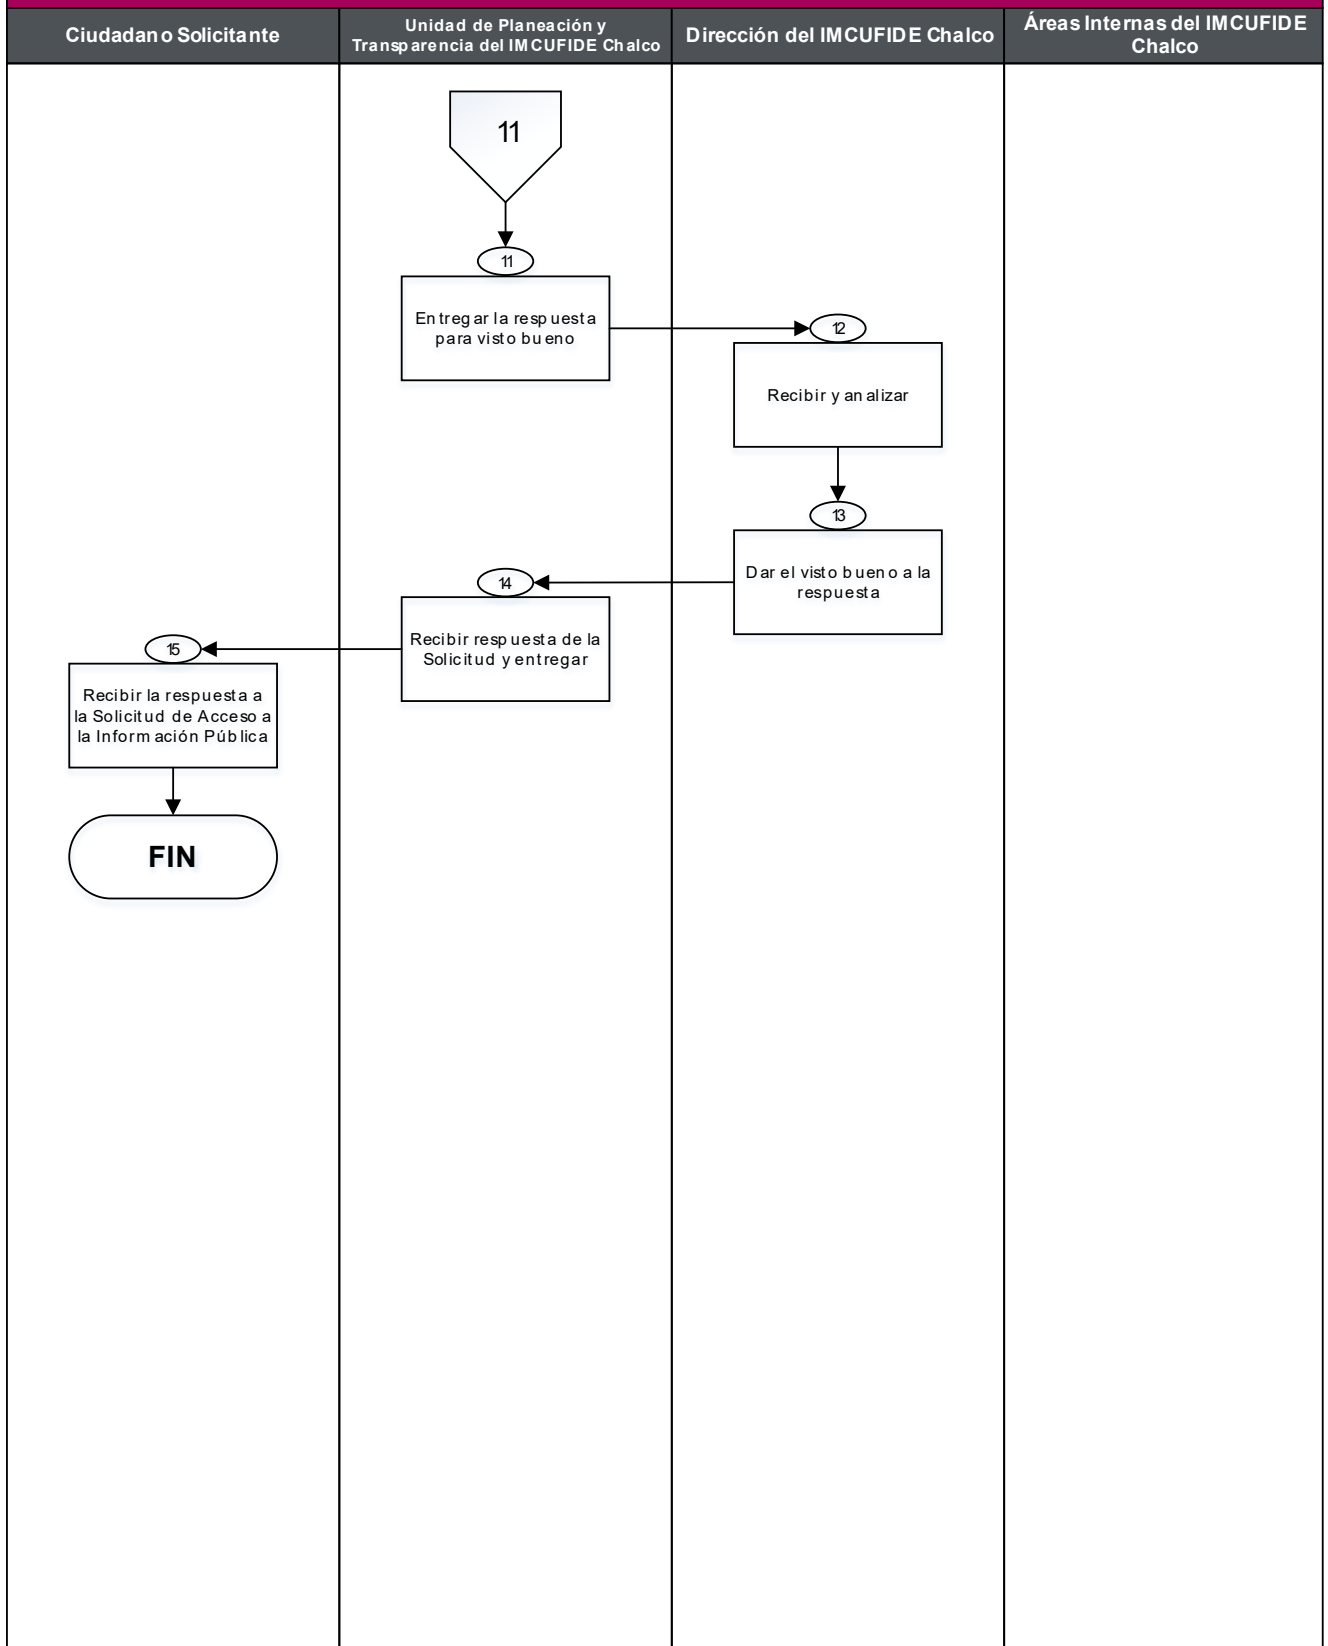 Ciudadano Solicitante
Unidad de Planeación y
Transparencia del IMCUFIDE Chalco
Dirección del IMCUFIDE Chalco
Áreas Internas del IMCUFIDE
Chalco
11
11
Entregar la respuesta
para visto bueno
12
Recibir y analizar
13
Dar el visto bueno a la
respuesta
14
Recibir respuesta de la
Solicitud y entregar
15
Recibir la respuesta a
la Solicitud de Acceso a
la Información Pública
FIN